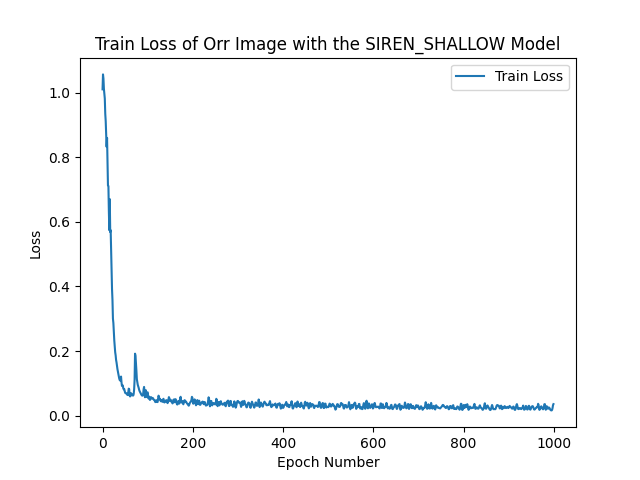 Train Loss of Orr Image with the SIREN_SHALLOW Model
Train Loss
1.0
0.8
0.6
0.4
0.2
0.0
Loss
0 200 400 600 800 1000
Epoch Number